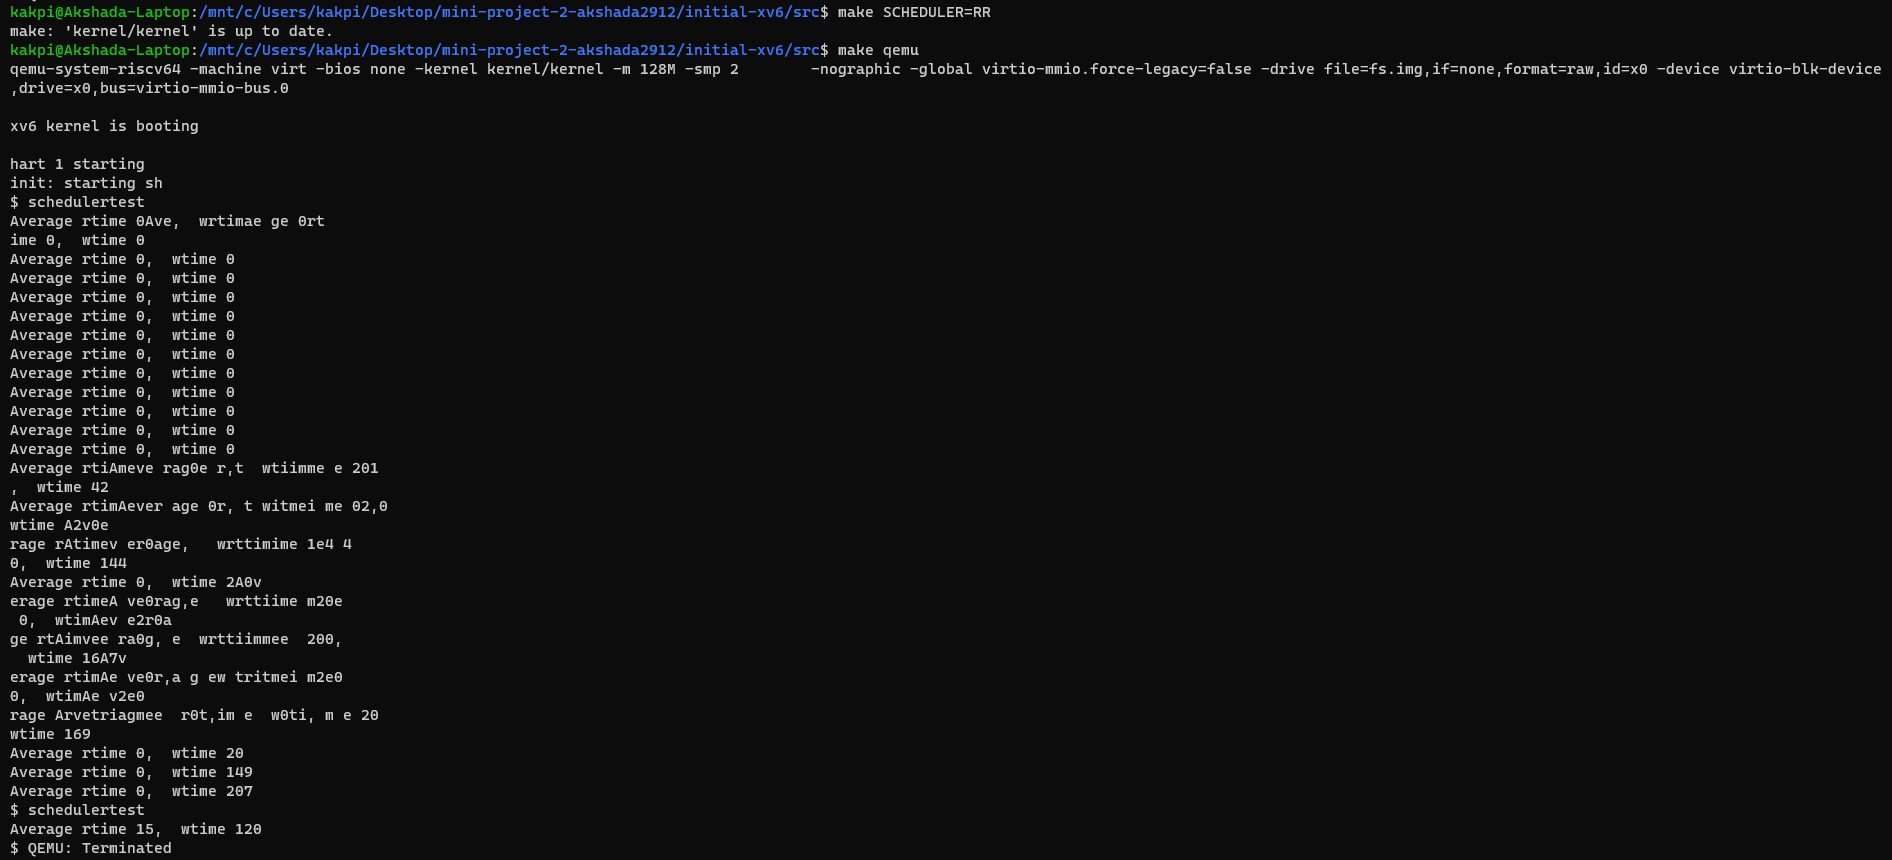 kakpi@Akshada-Laptop:/mnt/c/Users/kakpi/Desktop/mini-project-2-akshada2912/initial-xv6/src$ make SCHEDULER=RR
make: 'kernel/kernel' is up to date.
kakpi@Akshada-Laptop:/mnt/c/Users/kakpi/Desktop/mini-project-2-akshada2912/initial-xv6/src$ make qemu
qemu-system-riscv64 -machine virt -bios none -kernel kernel/kernel -m 128M -smp 2        -nographic -global virtio-mmio.force-legacy=false -drive file=fs.img,if=none,format=raw,id=x0 -device virtio-blk-device
,drive=x0,bus=virtio-mmio-bus.0
xv6 kernel is booting
hart 1 starting
init: starting sh
$ schedulertest
Average rtime 0Ave,  wrtimae ge 0rt
ime 0,  wtime 0
Average rtime 0,  wtime 0
Average rtime 0,  wtime 0
Average rtime 0,  wtime 0
Average rtime 0,  wtime 0
Average rtime 0,  wtime 0
Average rtime 0,  wtime 0
Average rtime 0,  wtime 0
Average rtime 0,  wtime 0
Average rtime 0,  wtime 0
Average rtime 0,  wtime 0
Average rtime 0,  wtime 0
Average rtiAmeve rag0e r,t  wtiimme e 201
,  wtime 42
Average rtimAever age 0r, t witmei me 02,0
wtime A2v0e
rage rAtimev er0age,   wrttimime 1e4 4
0,  wtime 144
Average rtime 0,  wtime 2A0v
erage rtimeA ve0rag,e   wrttiime m20e
 0,  wtimAev e2r0a
ge rtAimvee ra0g, e  wrttiimmee  200,
  wtime 16A7v
erage rtimAe ve0r,a g ew tritmei m2e0
0,  wtimAe v2e0
rage Arvetriagmee  r0t,im e  w0ti, m e 20
wtime 169
Average rtime 0,  wtime 20
Average rtime 0,  wtime 149
Average rtime 0,  wtime 207
$ schedulertest
Average rtime 15,  wtime 120
$ QEMU: Terminated